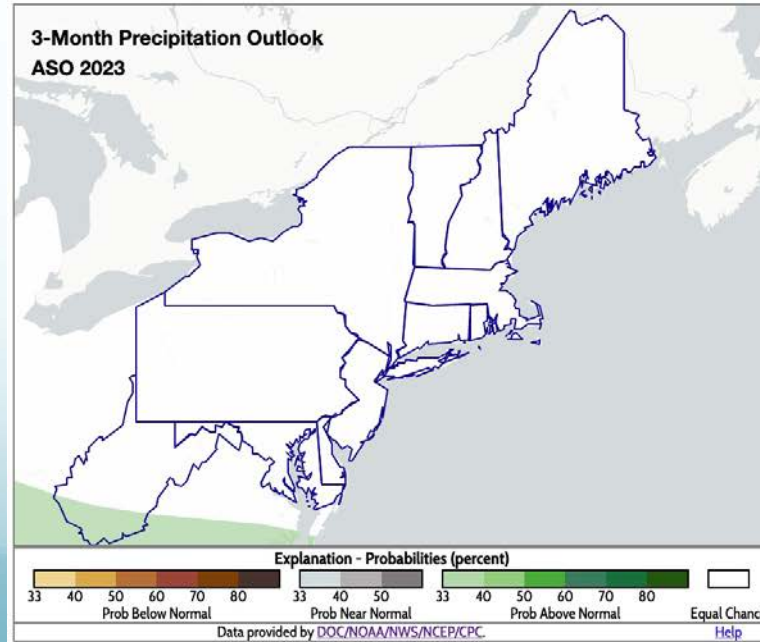 3-Month Precipitation Outlook
ASO 2023
Explanation - Probabilities (percent)
33 40 50 60 70 80 33 40 50 33 40 50 60 70 80
Prob Below Normal Prob Near Normal Prob Above Normal Equal Chanc
Data provided by DOC/NOAA/NWS/NCEP/CPC. Help